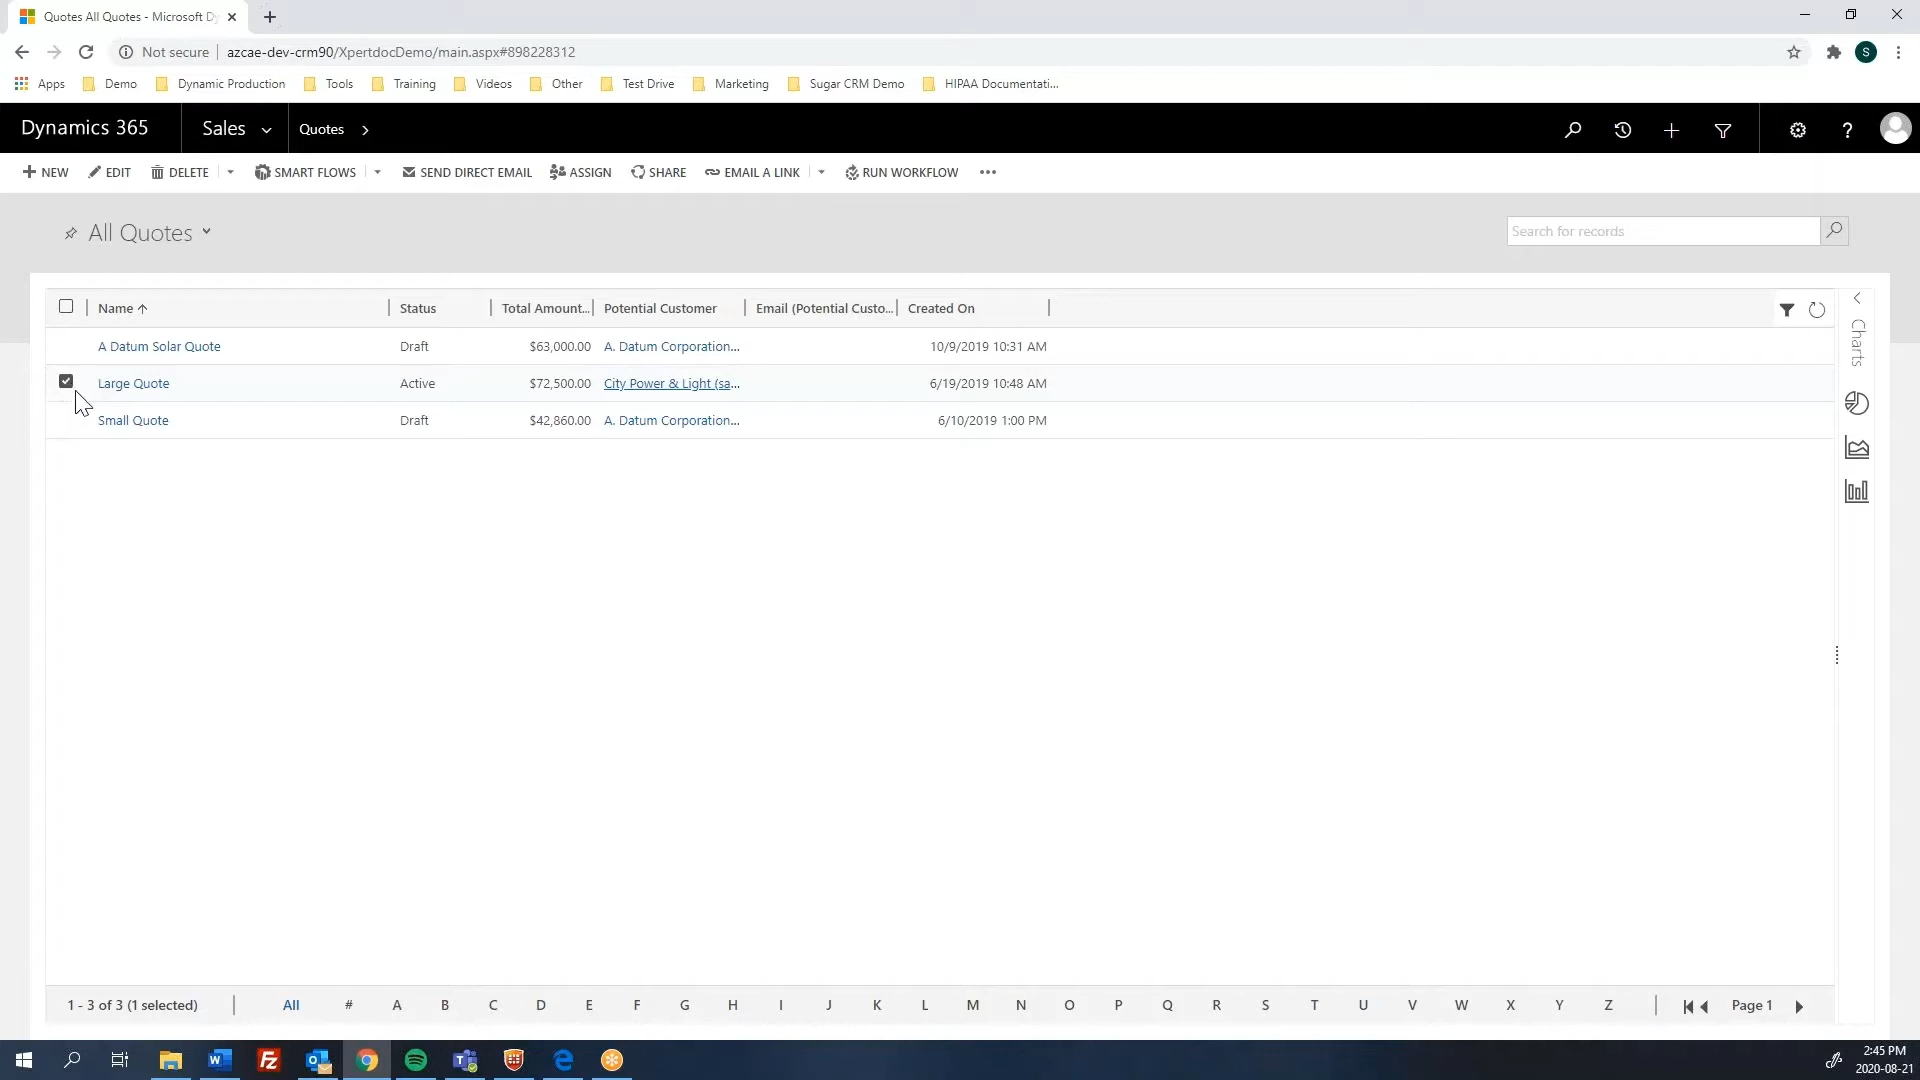 Quotes All Quotes - Microsoft Dy
Not secure azcae-dev-crm90/XpertdocDemo/main.aspx#898228312 S
Apps Demo Dynamic Production Tools Training Videos Other Test Drive Marketing Sugar CRM Demo HIPAA Documentati...
Dynamics 365 Sales Quotes ?
NEW EDIT DELETE SMART FLOWS SEND DIRECT EMAIL ASSIGN SHARE EMAIL A LINK RUN WORKFLOW
All Quotes Search for records
Name Status Total Amount... Potential Customer Email (Potential Custo... Created On
Charts
A Datum Solar Quote Draft $63,000.00 A. Datum Corporation... 10/9/2019 10:31 AM
Large Quote Active $72,500.00 City Power & Light (sa... 6/19/2019 10:48 AM
Small Quote Draft $42,860.00 A. Datum Corporation... 6/10/2019 1:00 PM
1 - 3 of 3 (1 selected) All # A B C D E F G H I J K L M N O P Q R S T U V W X Y Z Page 1
2:45 PM
2020-08-21